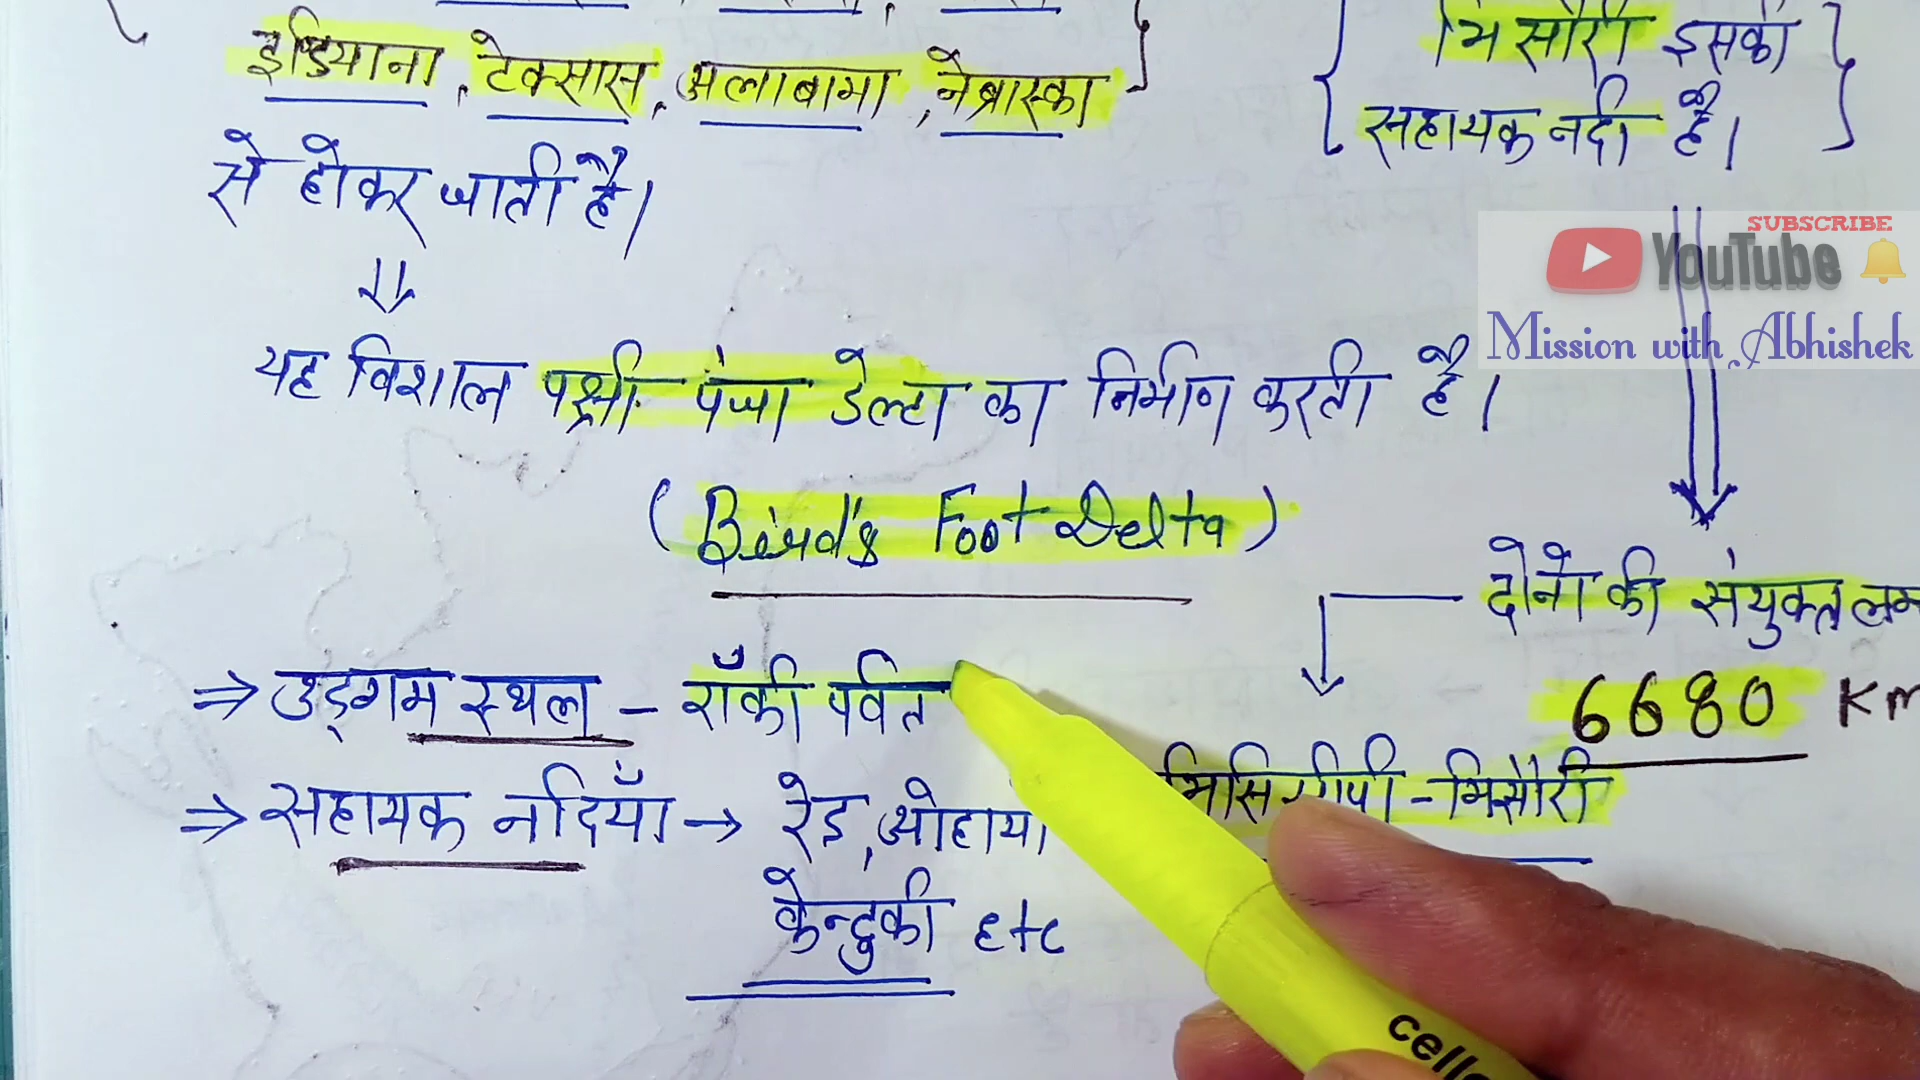 इण्डियाना, टेक्सास, अलाबामा, नेब्रास्का
से होकर जाती है।
यह विशाल पक्षी पंजा डेल्टा का निर्माण करती है।
(Bird's Foot Delta)
⇒ उद्गम स्थल – रॉकी पर्वत
⇒ सहायक नदियाँ → रेड, ओहायो
केन्टुकी etc
मिसौरी इसकी
सहायक नदी है।
SUBSCRIBE
YouTube
Mission with Abhishek
दोनों की संयुक्त
6680 Km
मिसिसीपी – मिसौरी
cello